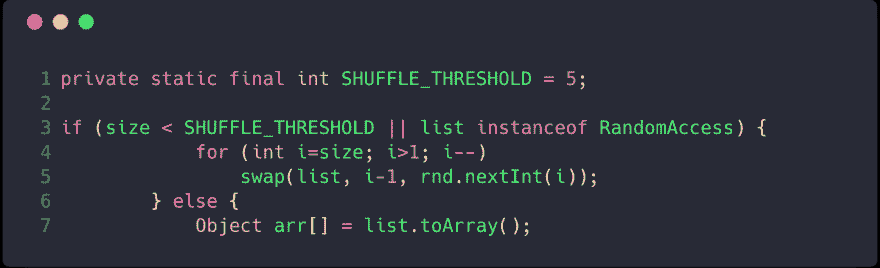 1 private static final int SHUFFLE_THRESHOLD = 5;
2
3 if (size < SHUFFLE_THRESHOLD || list instanceof RandomAccess) {
4             for (int i=size; i>1; i--)
5                 swap(list, i-1, rnd.nextInt(i));
6         } else {
7             Object arr[] = list.toArray();